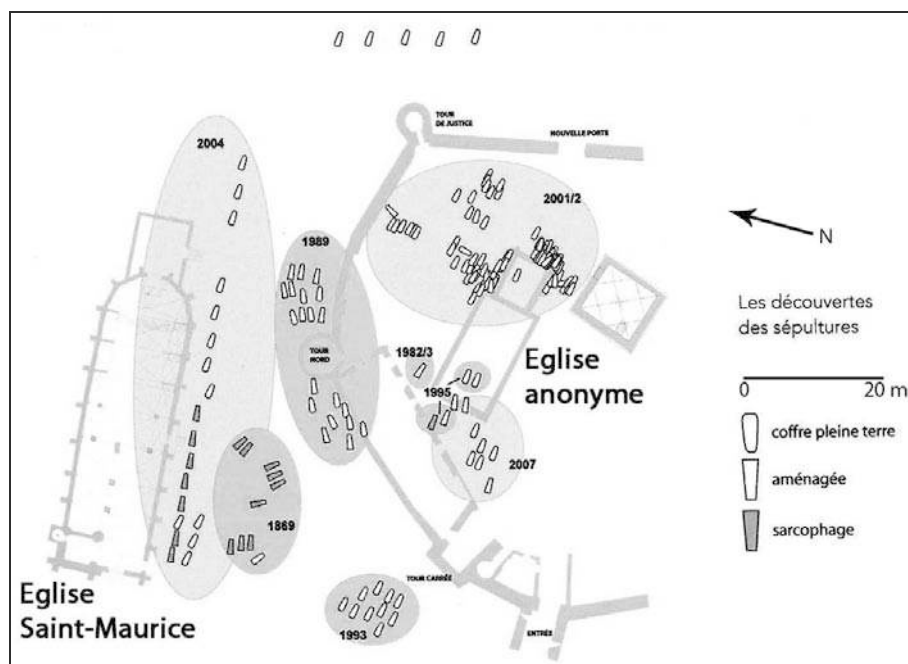 TOUR
DE JUSTICE
NOUVELLE PORTE
2004
2001/2
1989
N
Les découvertes
des sépultures
TOUR
NORD
1982/3
Eglise
anonyme
1995
0 20 m
coffre pleine terre
2007
aménagée
1869
sarcophage
TOUR CARRÉE
Eglise
Saint-Maurice
1993
ENTRÉE